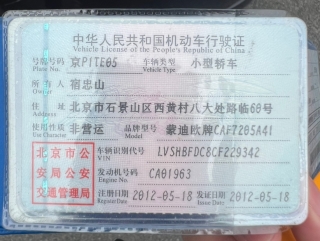 中华人民共和国机动车行驶证
Vehicle License of the People's Republic of China
号牌号码 京P1TE05 车辆类型 小型轿车
Plate No. Vehicle Type
所有人 宿忠山
Owner
住址 北京市石景山区西黄村八大处路临60号
Address
使用性质 非营运 品牌型号 蒙迪欧牌CAF7205A41
Use Character Model
车辆识别代号 LVSHBFDC8CF229342
VIN
发动机号码 CA01963
Engine No.
注册日期 2012-05-18 发证日期 2012-05-18
Register Date Issue Date
北京市公
安局公安
交通管理局